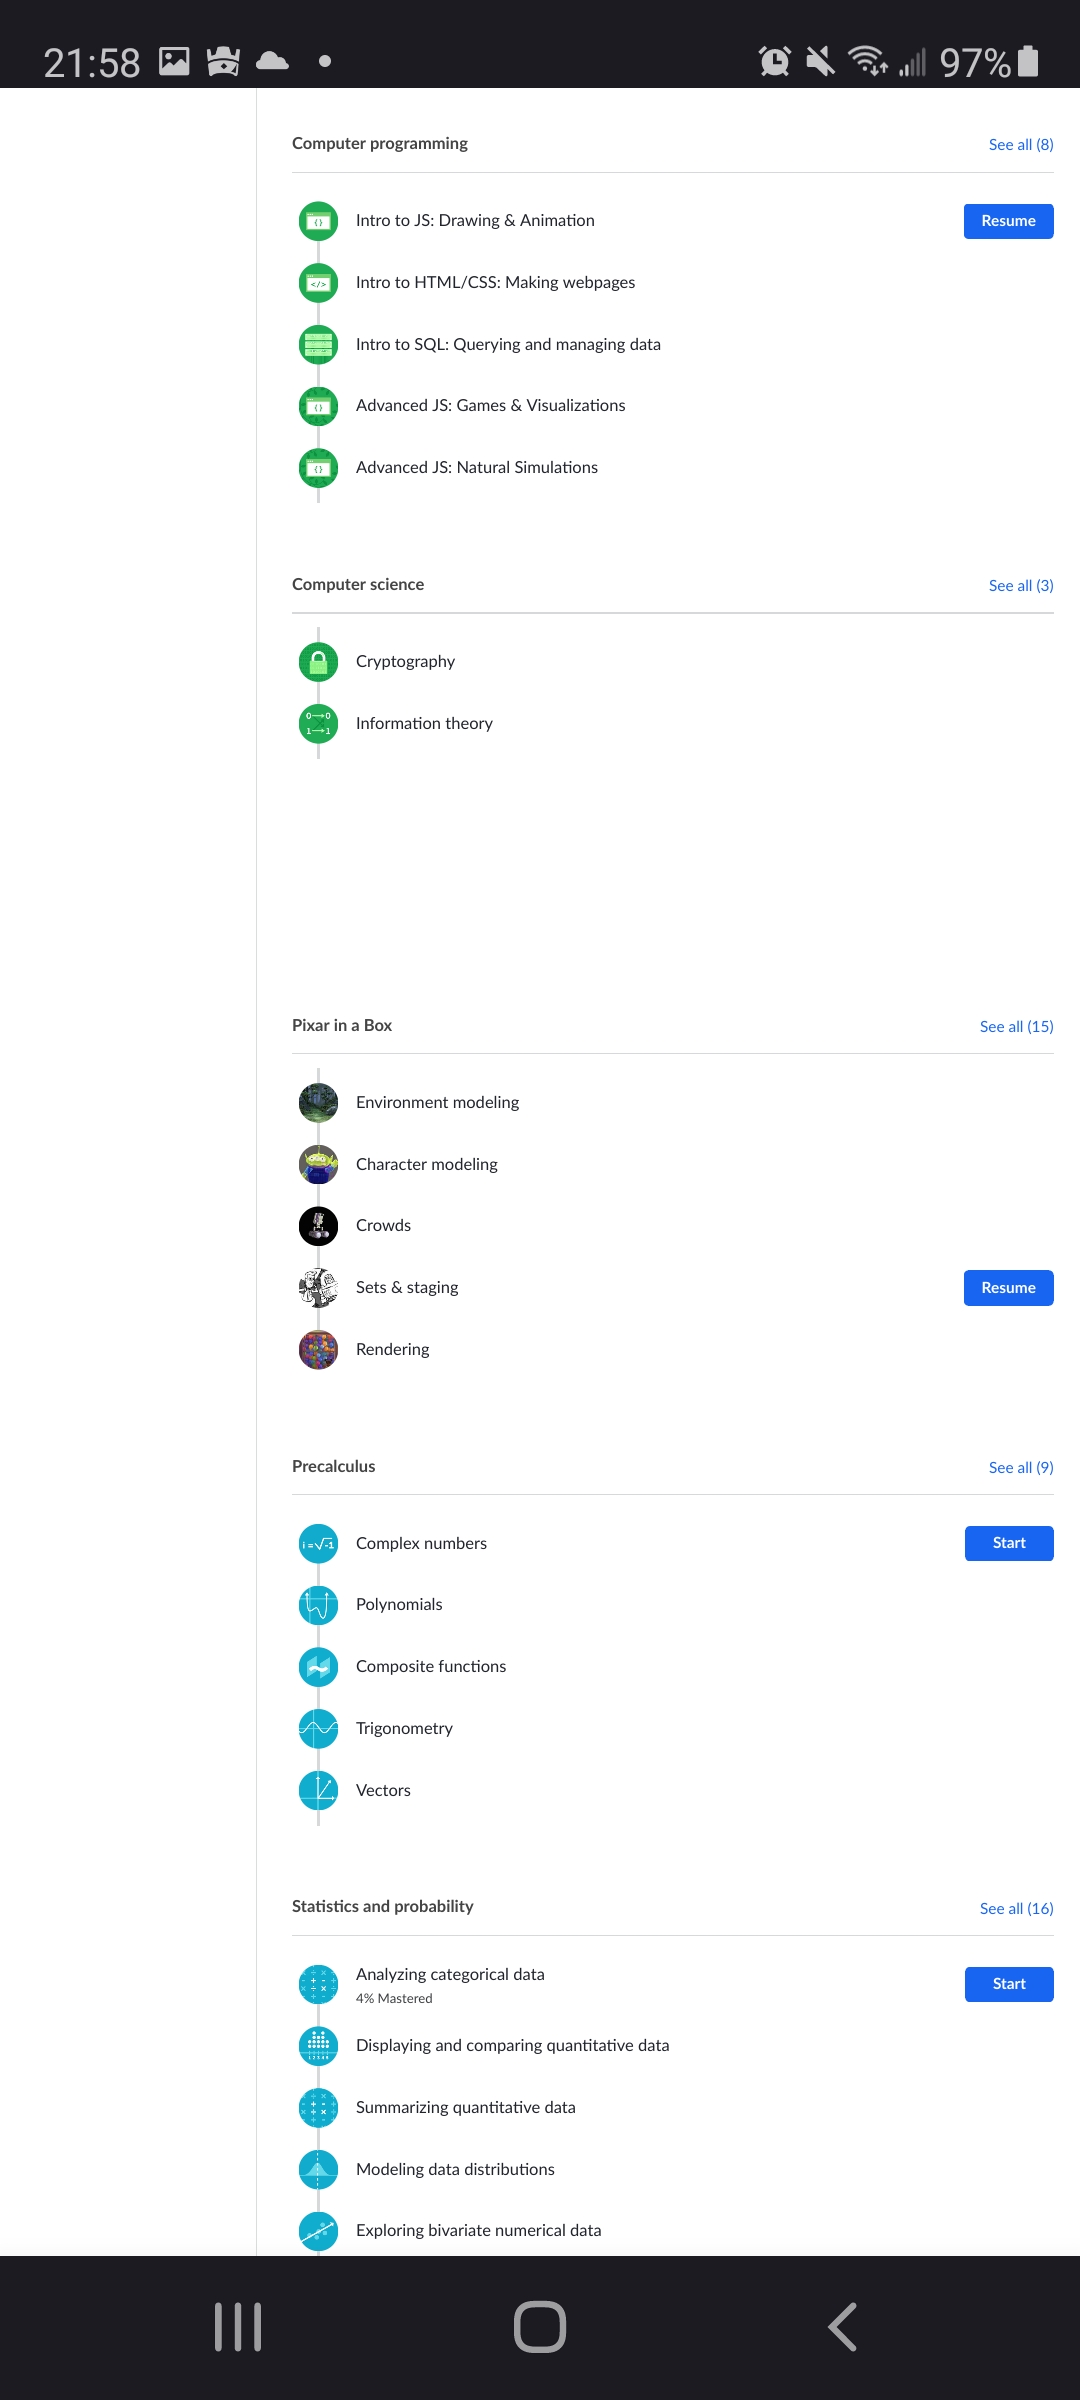 21:58
97%
Computer programming
See all (8)
Intro to JS: Drawing & Animation
Resume
Intro to HTML/CSS: Making webpages
Intro to SQL: Querying and managing data
Advanced JS: Games & Visualizations
Advanced JS: Natural Simulations
Computer science
See all (3)
Cryptography
0→0
1→1
Information theory
Pixar in a Box
See all (15)
Environment modeling
Character modeling
Crowds
Sets & staging
Resume
Rendering
Precalculus
See all (9)
i=√-1
Complex numbers
Start
Polynomials
Composite functions
Trigonometry
Vectors
Statistics and probability
See all (16)
Analyzing categorical data
4% Mastered
Start
Displaying and comparing quantitative data
Summarizing quantitative data
Modeling data distributions
Exploring bivariate numerical data